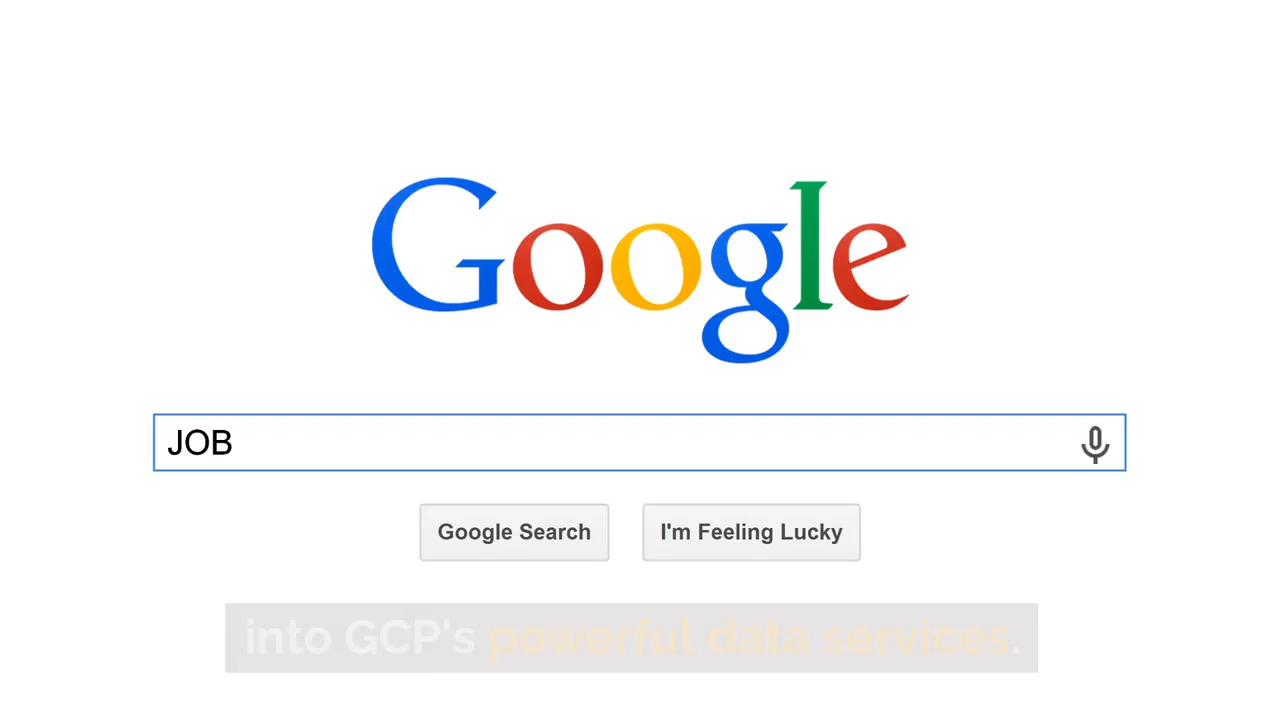 Google
JOB
Google Search
I'm Feeling Lucky
into GCP's powerful data services.